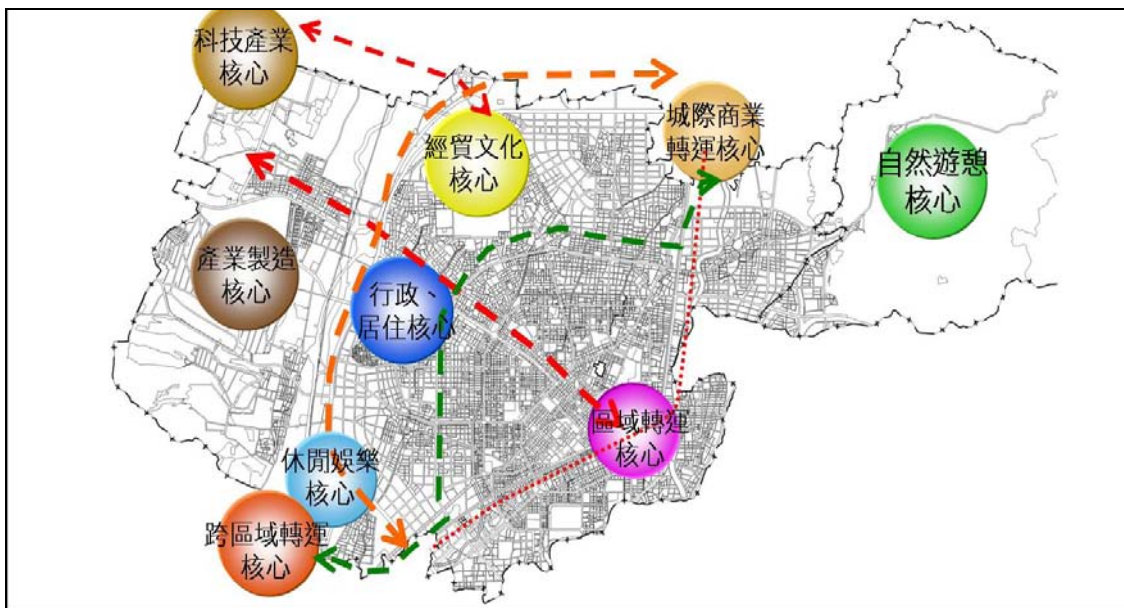 科技產業
核心
經貿文化
核心
城際商業
轉運核心
自然遊憩
核心
產業製造
核心
行政、
居住核心
區域轉運
核心
休閒娛樂
核心
跨區域轉運
核心